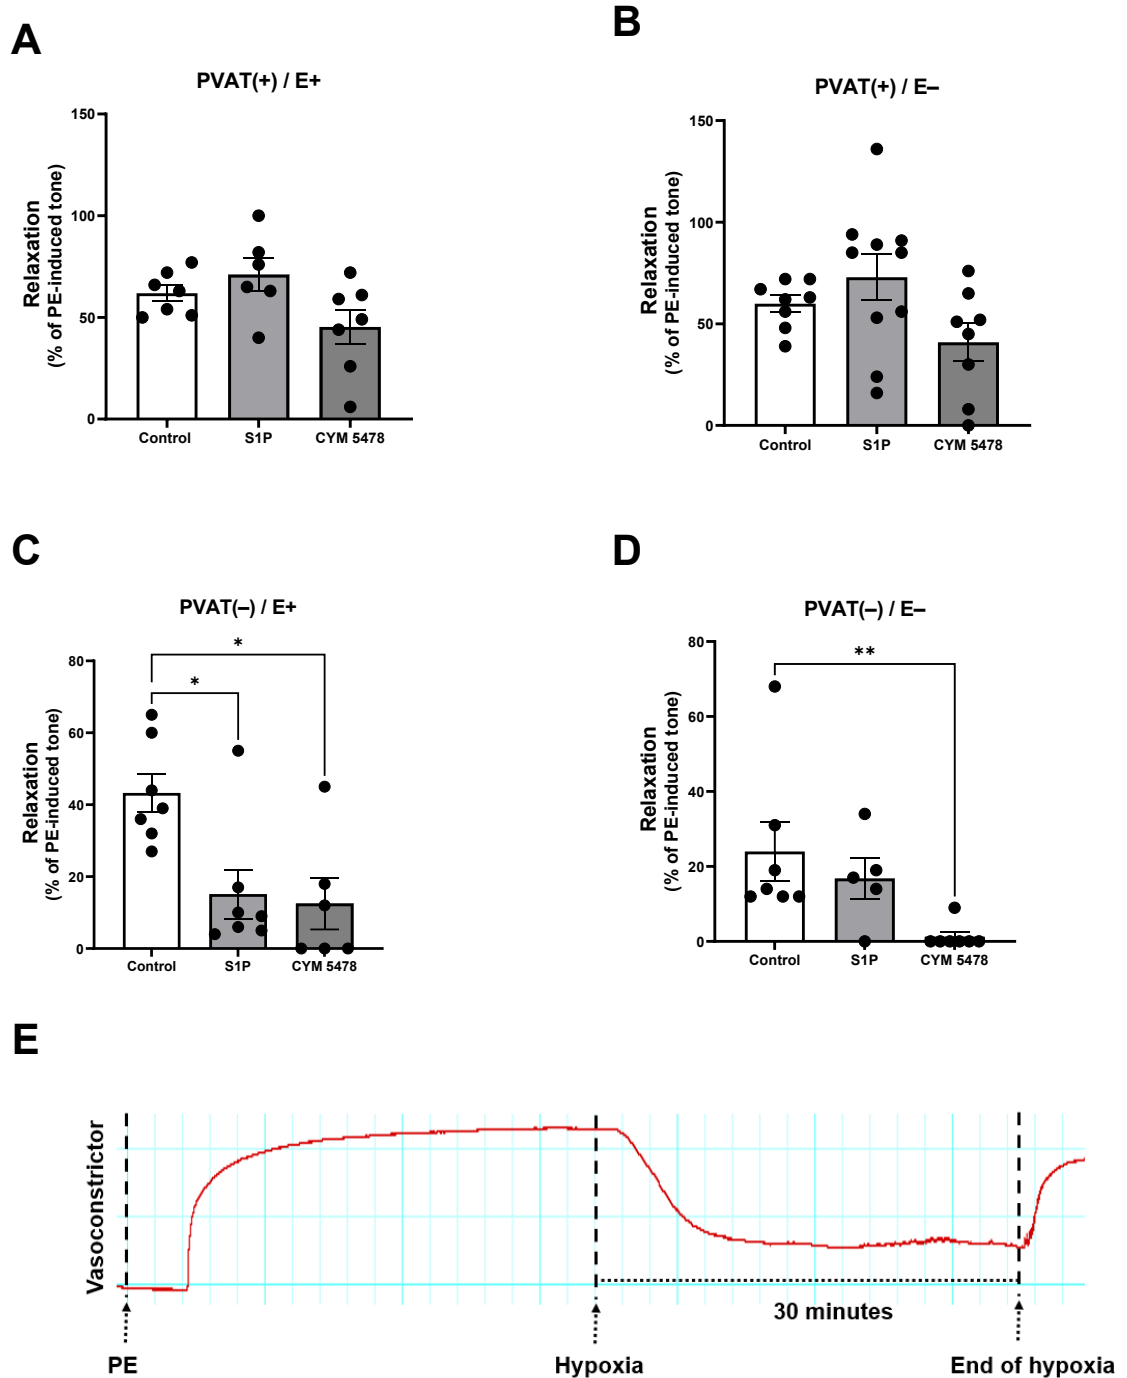 A
PVAT(+) / E+
Relaxation
(% of PE-induced tone)
150
100
50
0
Control
S1P
CYM 5478
B
PVAT(+) / E–
Relaxation
(% of PE-induced tone)
150
100
50
0
Control
S1P
CYM 5478
C
PVAT(–) / E+
Relaxation
(% of PE-induced tone)
80
60
40
20
0
*
*
Control
S1P
CYM 5478
D
PVAT(–) / E–
Relaxation
(% of PE-induced tone)
80
60
40
20
0
**
Control
S1P
CYM 5478
E
Vasoconstrictor
30 minutes
PE
Hypoxia
End of hypoxia